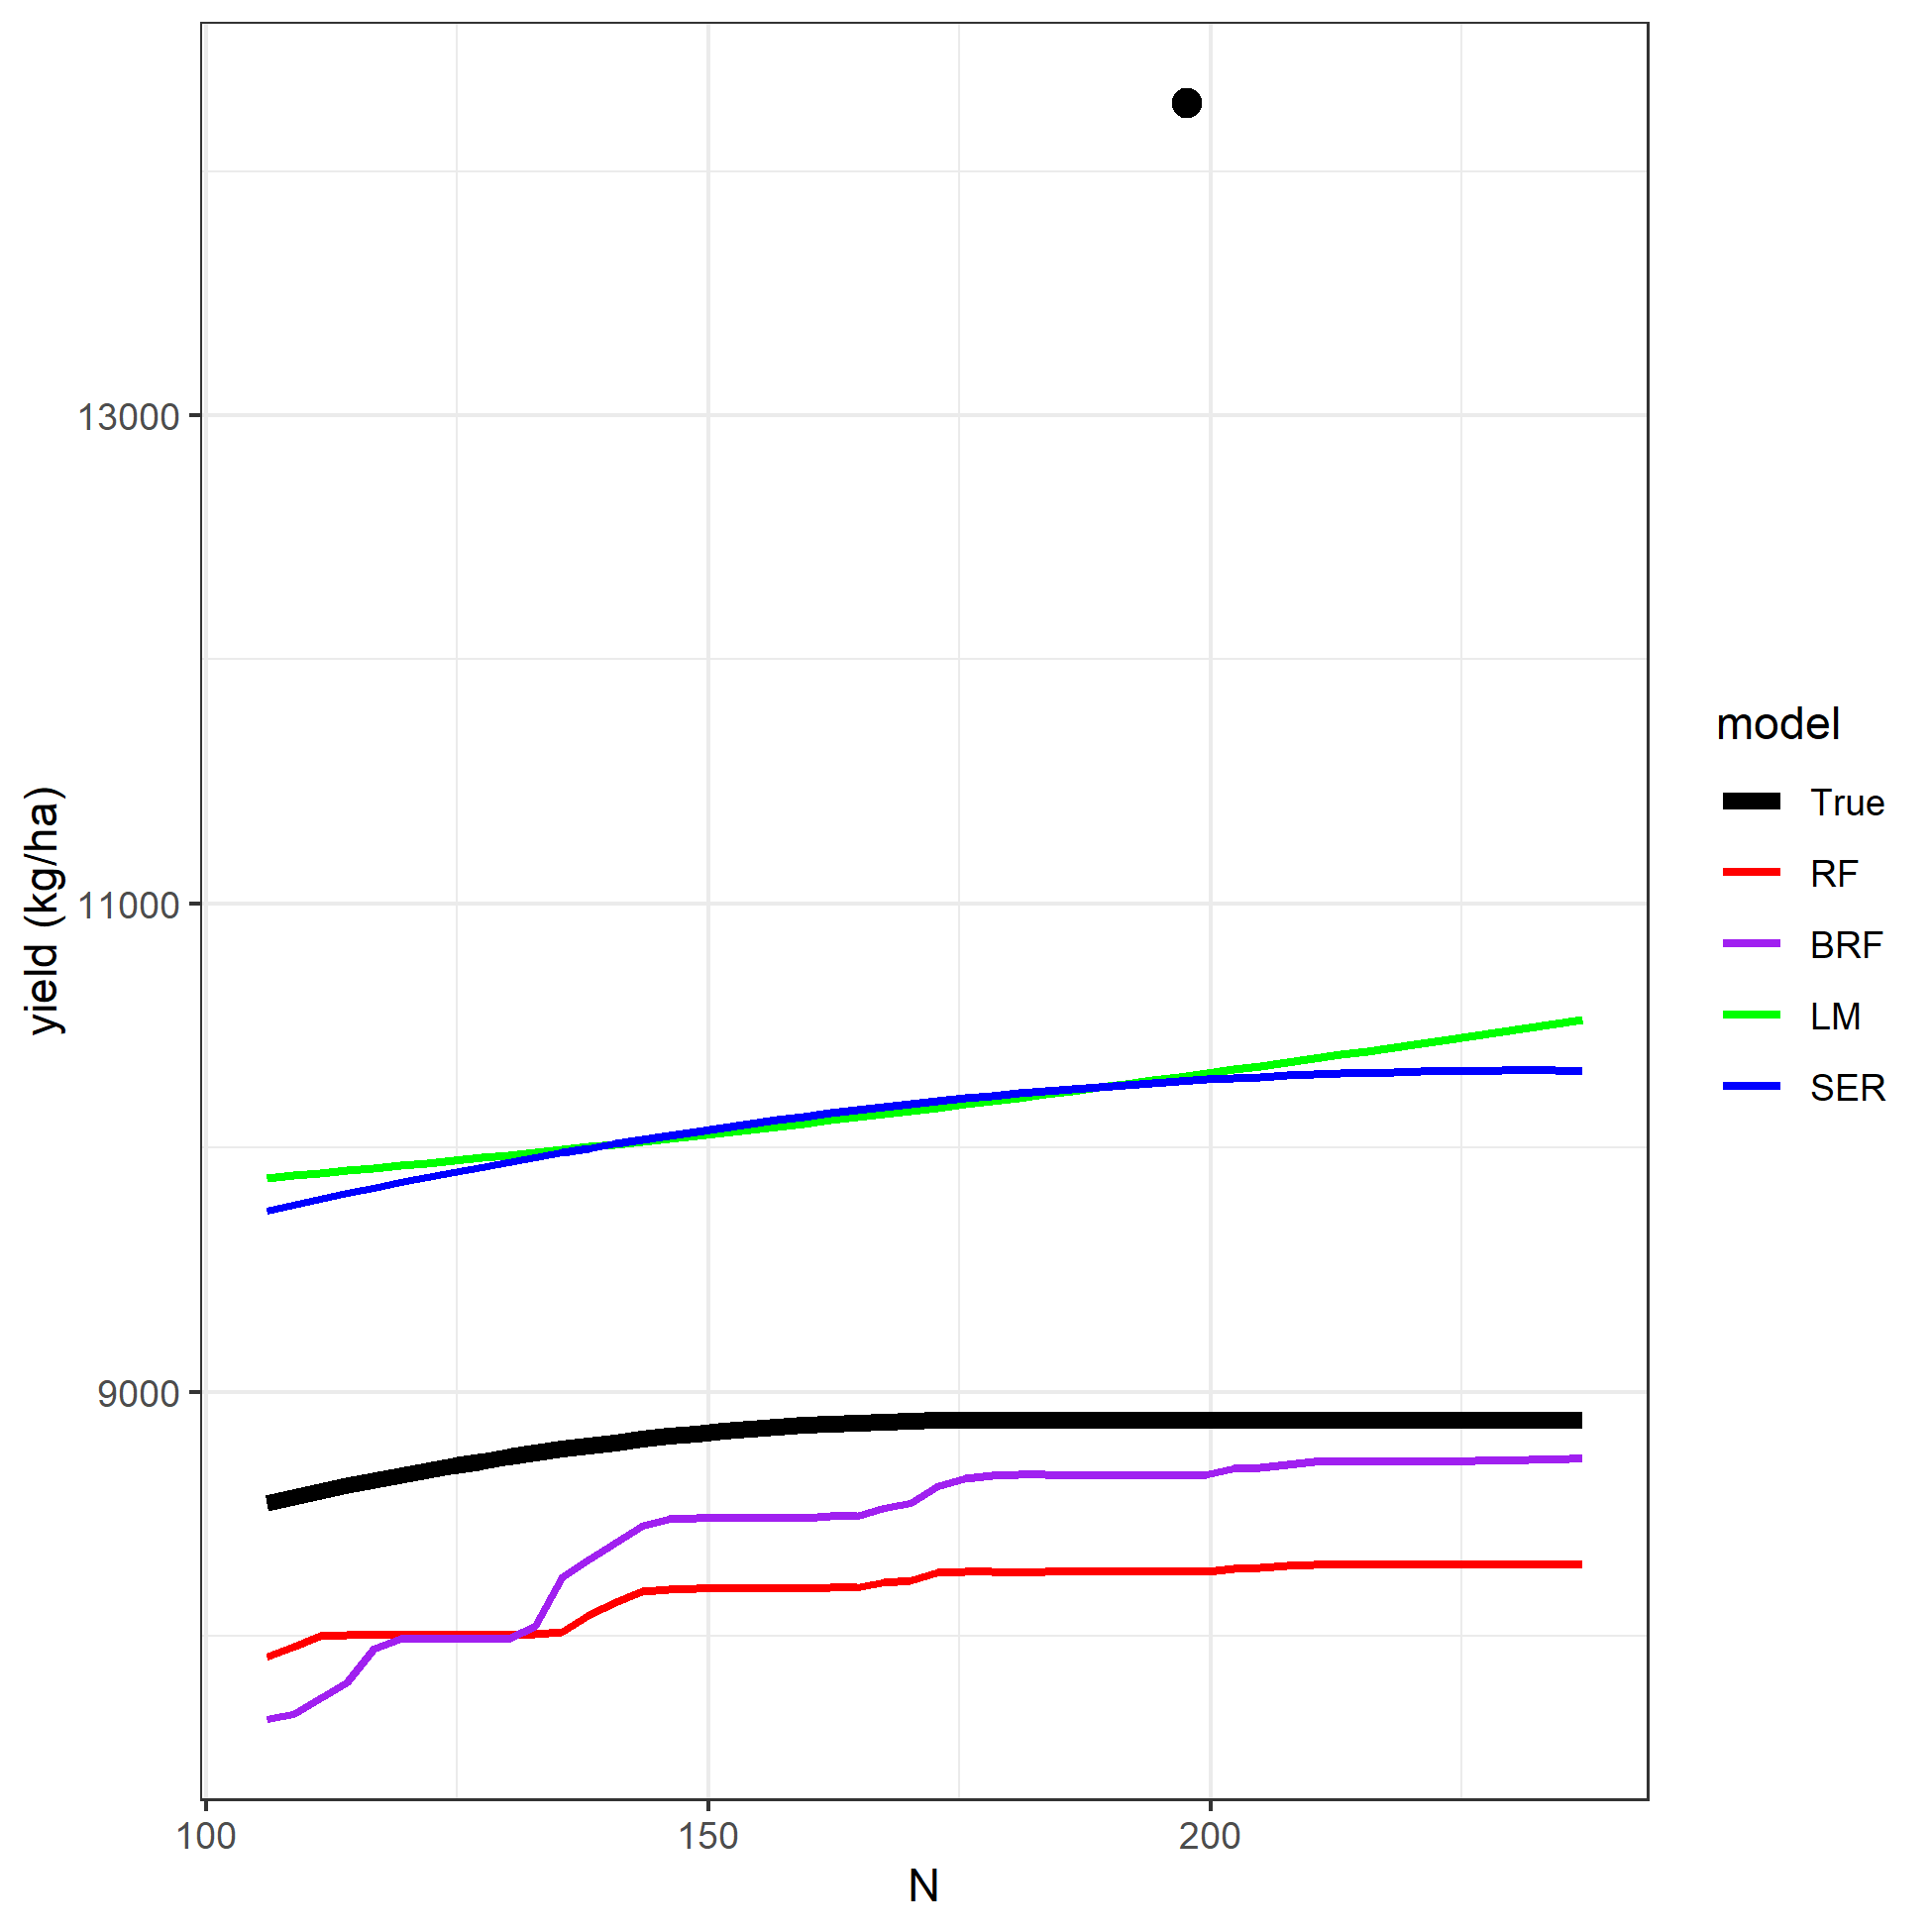 13000
11000
9000
yield (kg/ha)
100
150
200
N
model
True
RF
BRF
LM
SER